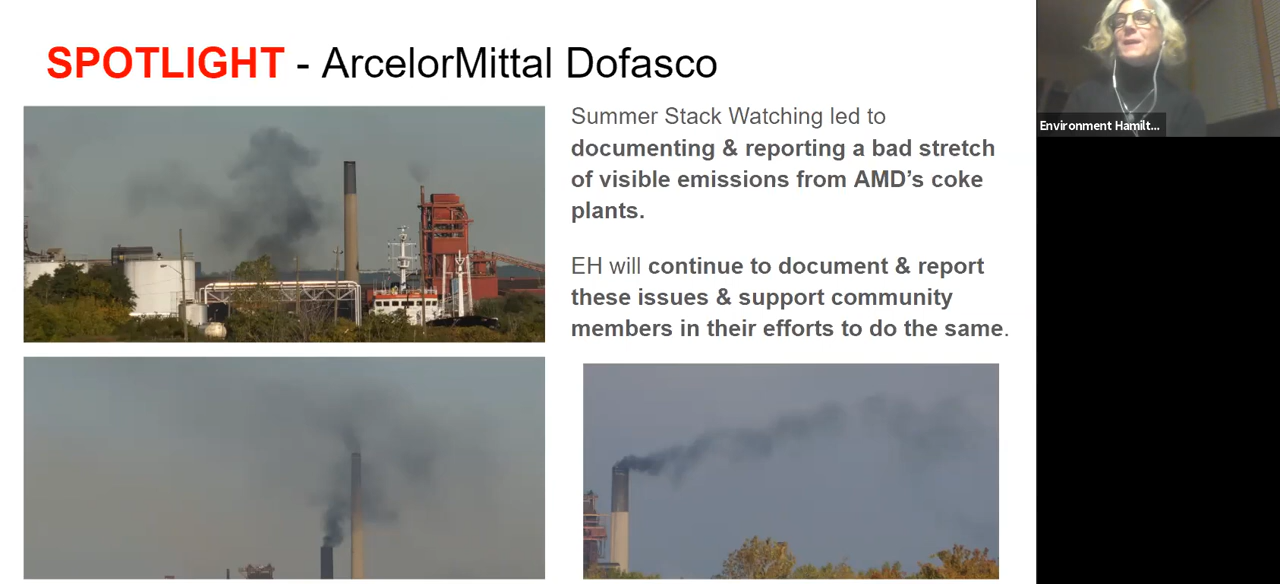 SPOTLIGHT - ArcelorMittal Dofasco
Summer Stack Watching led to
documenting & reporting a bad stretch
of visible emissions from AMD’s coke
plants.
EH will continue to document & report
these issues & support community
members in their efforts to do the same.
Environment Hamilt...